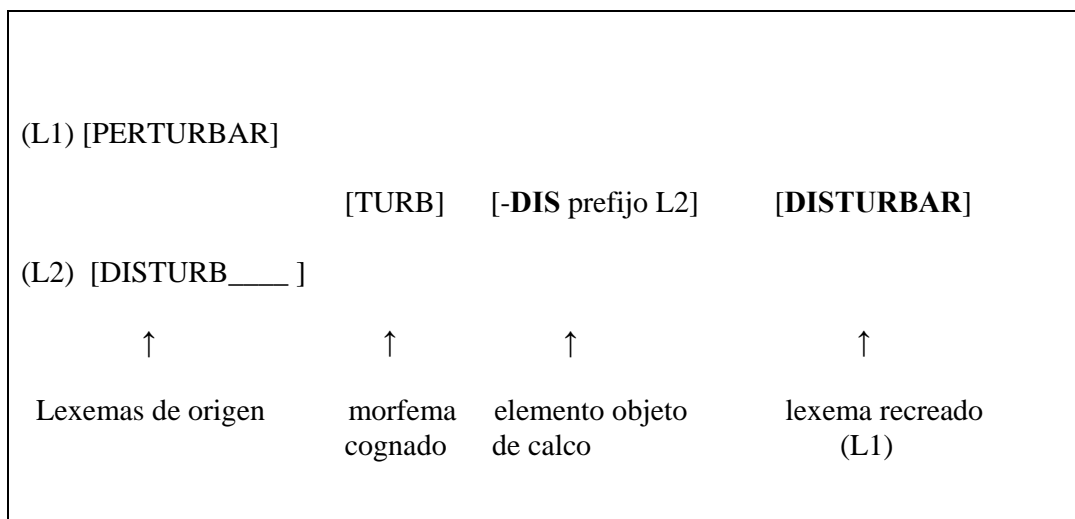 (L1) [PERTURBAR]
[TURB] [-DIS prefijo L2] [DISTURBAR]
(L2) [DISTURB____ ]
↑ ↑ ↑ ↑
Lexemas de origen morfema elemento objeto lexema recreado
cognado de calco (L1)